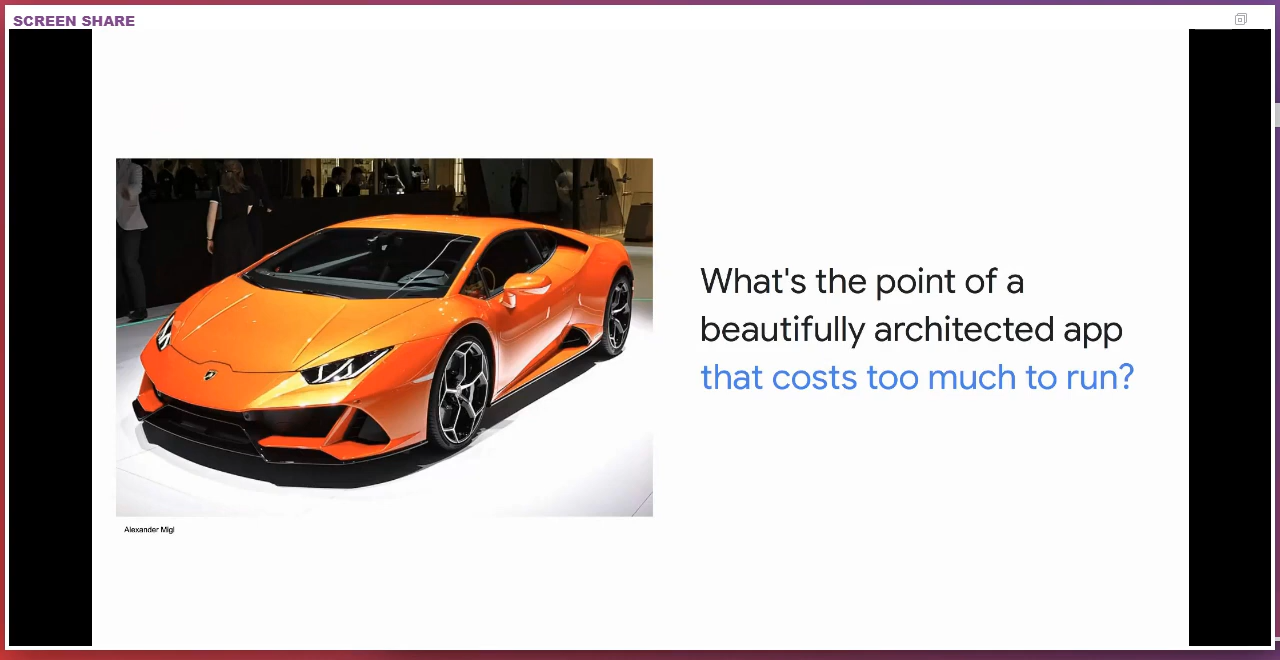 SCREEN SHARE
What's the point of a
beautifully architected app
that costs too much to run?
Alexander Migl